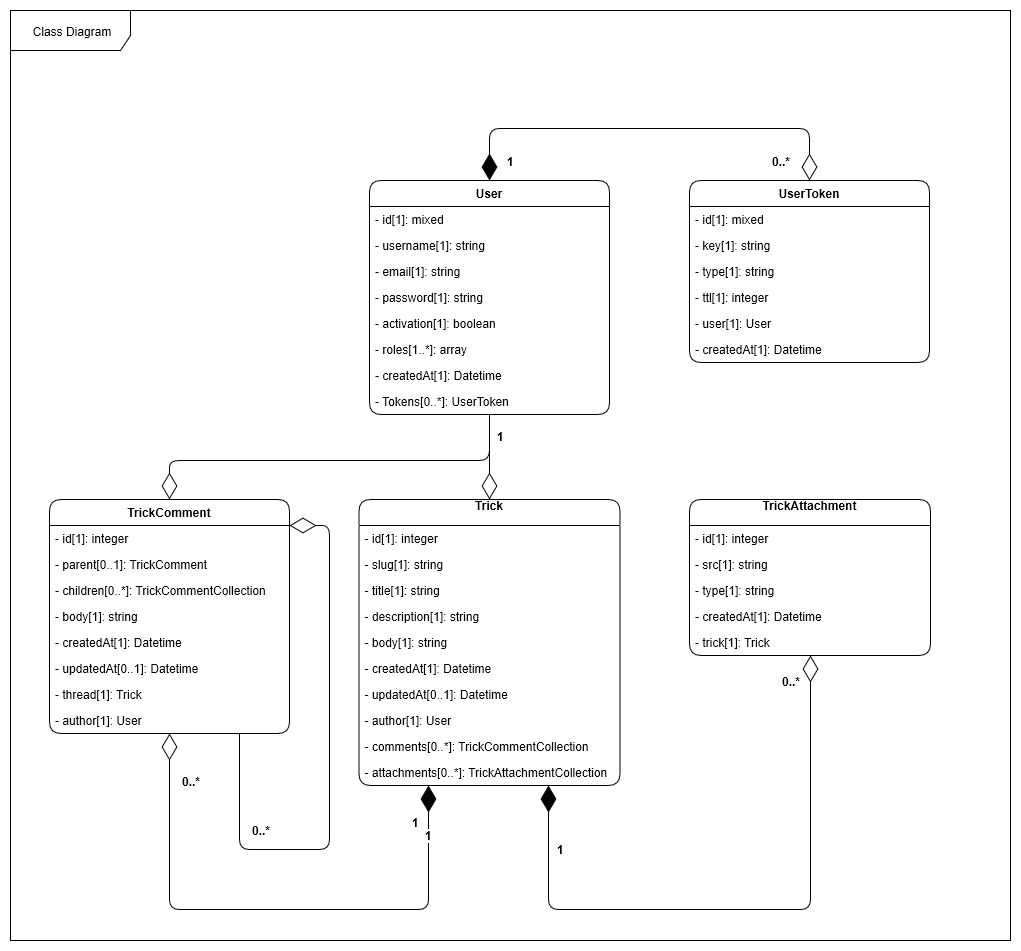 Class Diagram
1
0..*
User
- id[1]: mixed
- username[1]: string
- email[1]: string
- password[1]: string
- activation[1]: boolean
- roles[1..*]: array
- createdAt[1]: Datetime
- Tokens[0..*]: UserToken
UserToken
- id[1]: mixed
- key[1]: string
- type[1]: string
- ttl[1]: integer
- user[1]: User
- createdAt[1]: Datetime
1
TrickComment
- id[1]: integer
- parent[0..1]: TrickComment
- children[0..*]: TrickCommentCollection
- body[1]: string
- createdAt[1]: Datetime
- updatedAt[0..1]: Datetime
- thread[1]: Trick
- author[1]: User
Trick
- id[1]: integer
- slug[1]: string
- title[1]: string
- description[1]: string
- body[1]: string
- createdAt[1]: Datetime
- updatedAt[0..1]: Datetime
- author[1]: User
- comments[0..*]: TrickCommentCollection
- attachments[0..*]: TrickAttachmentCollection
TrickAttachment
- id[1]: integer
- src[1]: string
- type[1]: string
- createdAt[1]: Datetime
- trick[1]: Trick
0..*
0..*
0..*
1
1
1